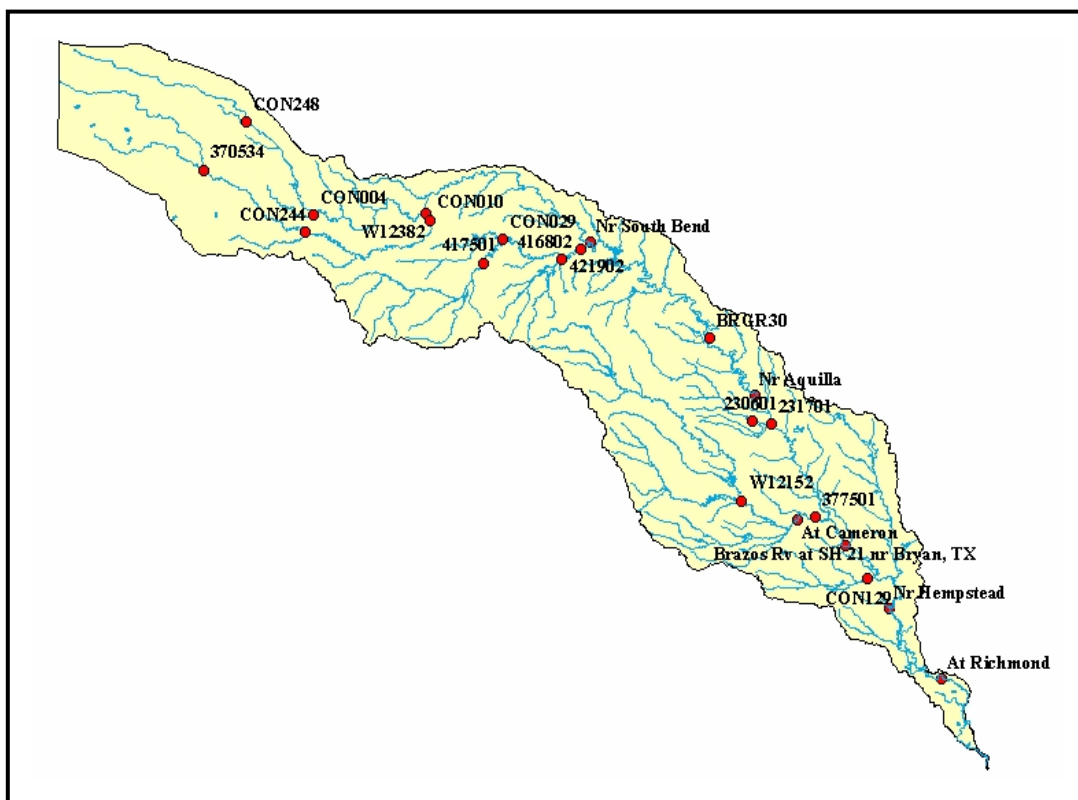 CON248
370534
CON004
CON244
CON010
W12382
CON029
Nr South Bend
417501
416802
421902
BRGR30
Nr Aquilla
230601
231701
W12152
377501
At Cameron
Brazos Rv at SH 21 nr Bryan, TX
CON129
Nr Hempstead
At Richmond